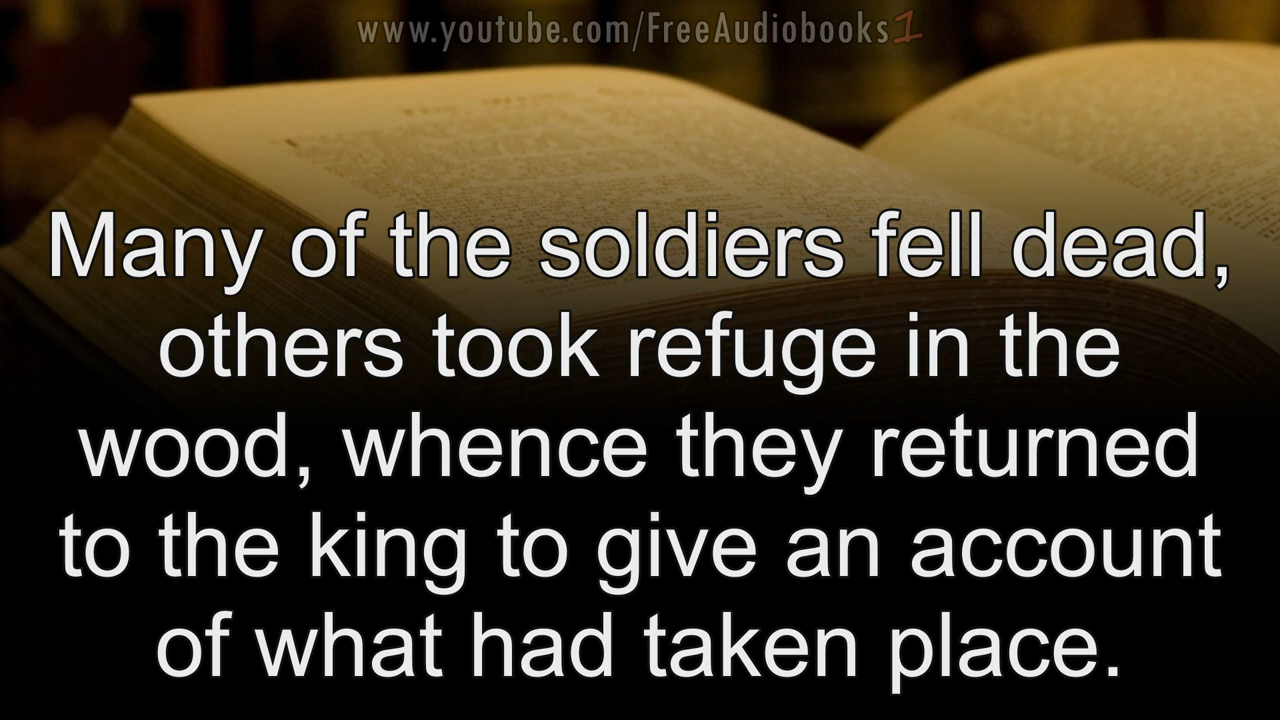 www.youtube.com/FreeAudiobooks1
Many of the soldiers fell dead,
others took refuge in the
wood, whence they returned
to the king to give an account
of what had taken place.